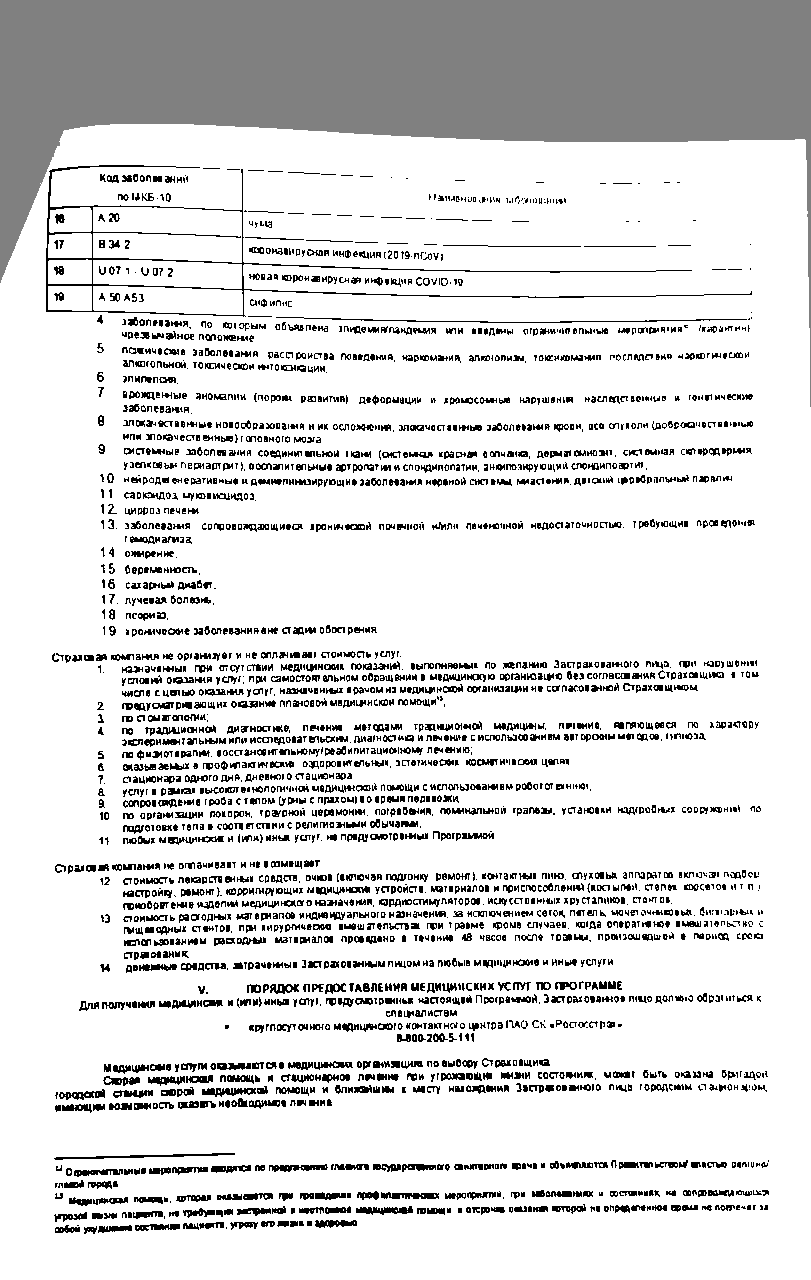 Код заболеваний
по МКБ-10
Наименование заболеваний
16 А 20 чума
17 В 34.2 коронавирусная инфекция (2019-nCoV)
18 U 07.1 - U 07.2 новая коронавирусная инфекция COVID-19
19 А 50 А53 сифилис
4 заболевания, по которым объявлена эпидемия/пандемия или введены ограничительные мероприятия (карантин)
чрезвычайное положение
5 психические заболевания, расстройства поведения, наркомания, алкоголизм, токсикомания, последствия наркотической
алкогольной, токсической интоксикации,
6 эпилепсия,
7 врожденные аномалии (пороки развития) деформации и хромосомные нарушения наследственные и генетические
заболевания,
8 злокачественные новообразования и их осложнения, злокачественные заболевания крови, все опухоли (доброкачественные
или злокачественные) головного мозга
9 системные заболевания соединительной ткани (системная красная волчанка, дерматомиозит, системная склеродермия,
узелковый периартрит), воспалительные артропатии и спондилопатии, анкилозирующий спондилоартрит,
10 нейродегенеративные и демиелинизирующие заболевания нервной системы, миастения, детский церебральный паралич
11 саркоидоз, муковисцидоз,
12. цирроз печени
13. заболевания сопровождающиеся хронической почечной и/или печеночной недостаточностью, требующие проведения
гемодиализа,
14 ожирение,
15 беременность,
16 сахарный диабет,
17. лучевая болезнь,
18 псориаз,
19 хронические заболевания вне стадии обострения
Страховая компания не организует и не оплачивает стоимость услуг
1. назначенных при отсутствии медицинских показаний, выполняемых по желанию Застрахованного лица, при нарушении
условий оказания услуг, при самостоятельном обращении в медицинскую организацию без согласования Страховщика в том
числе с целью оказания услуг, назначенных врачом из медицинской организации не согласованной Страховщиком
2. предусматривающих оказание плановой медицинской помощи¹³,
3. по стоматологии;
4. по традиционной диагностике, лечение методами традиционной медицины, лечение, являющееся по характеру
экспериментальным или исследовательским, диагностика и лечение с использованием авторских методов, гипноза,
5. по физиотерапии, восстановительному/реабилитационному лечению;
6. оказываемых в профилактических оздоровительных, эстетических косметических целях
7. стационара одного дня, дневного стационара
8. услуг в рамках высокотехнологичной медицинской помощи с использованием робототехники,
9. сопровождение гроба с телом (урны с прахом) во время перевозки,
10 по организации похорон, траурной церемонии, погребения, поминальной трапезы, установки надгробных сооружений по
подготовке тела в соответствии с религиозными обычаями,
11 любых медицинских и (или) иных услуг, не предусмотренных Программой
Страховая компания не оплачивает и не возмещает
12 стоимость лекарственных средств, очков (включая подгонку ремонт), контактных линз, слуховых аппаратов включая подбор
настройку, ремонт), корригирующих медицинских устройств, материалов и приспособлений (костылей, стелек, корсетов и т.п.)
приобретение изделий медицинского назначения, кардиостимуляторов, искусственных хрусталиков, стентов,
13 стоимость расходных материалов индивидуального назначения, за исключением сеток, петель, мочеточниковых, билиарных и
пищеводных стентов, при хирургических вмешательствах при травме кроме случаев, когда оперативное вмешательство с
использованием расходных материалов проведено в течение 48 часов после травмы, произошедшей в период срока
страхования,
14 денежные средства, затраченные Застрахованным лицом на любые медицинские и иные услуги
V. ПОРЯДОК ПРЕДОСТАВЛЕНИЯ МЕДИЦИНСКИХ УСЛУГ ПО ПРОГРАММЕ
Для получения медицинских и (или) иных услуг, предусмотренных настоящей Программой, Застрахованное лицо должно обратиться к
специалистам
• круглосуточного медицинского контактного центра ПАО СК «Росгосстрах»
8-800-200-5-111
Медицинские услуги оказываются в медицинских организациях по выбору Страховщика
Скорая медицинская помощь и стационарное лечение при угрожающих жизни состояниях, может быть оказана бригадой
городской станции скорой медицинской помощи и ближайшим к месту нахождения Застрахованного лица городским стационаром,
имеющим возможность оказать необходимое лечение
¹² Ограничительные мероприятия вводятся по предписанию главного государственного санитарного врача и объявляются Правительством/ властью региона/
главой города
¹³ Медицинская помощь, которая оказывается при проведении профилактических мероприятий, при заболеваниях и состояниях, не сопровождающихся
угрозой жизни пациента, не требующих экстренной и неотложной медицинской помощи и отсрочка оказания которой на определенное время не повлечет за
собой ухудшение состояния пациента, угрозу его жизни и здоровью